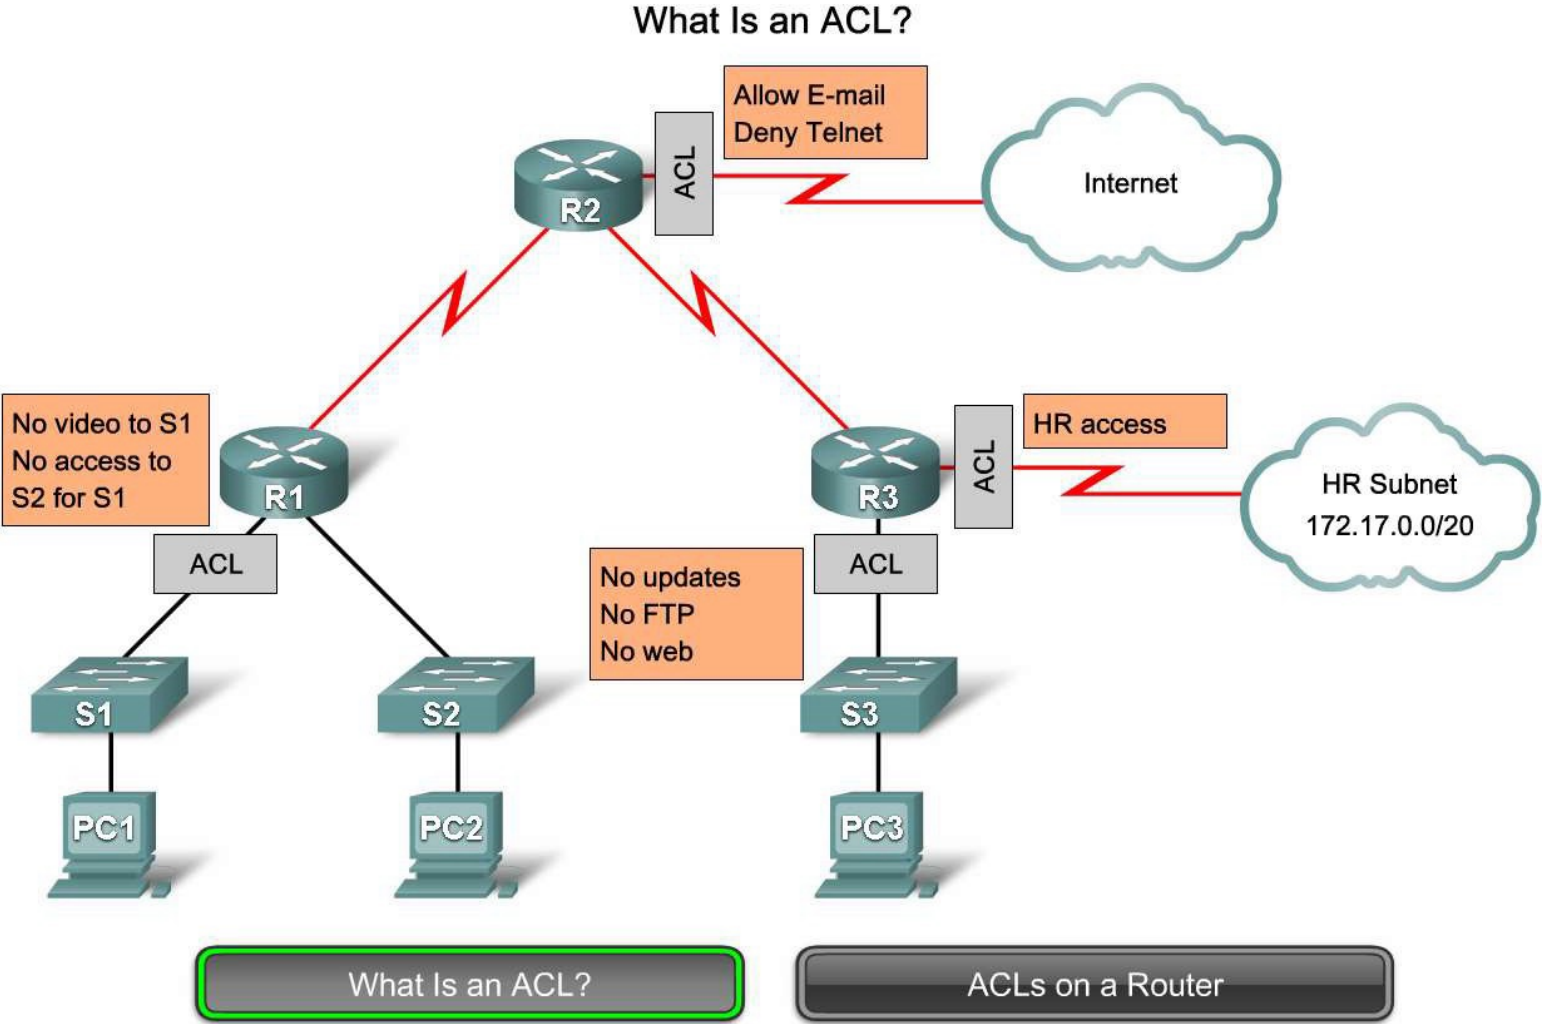 What Is an ACL?
Allow E-mail
Deny Telnet
ACL
Internet
R2
No video to S1
No access to
S2 for S1
R1
ACL
HR access
ACL
R3
HR Subnet
172.17.0.0/20
No updates
No FTP
No web
ACL
S1
S2
S3
PC1
PC2
PC3
What Is an ACL?
ACLs on a Router